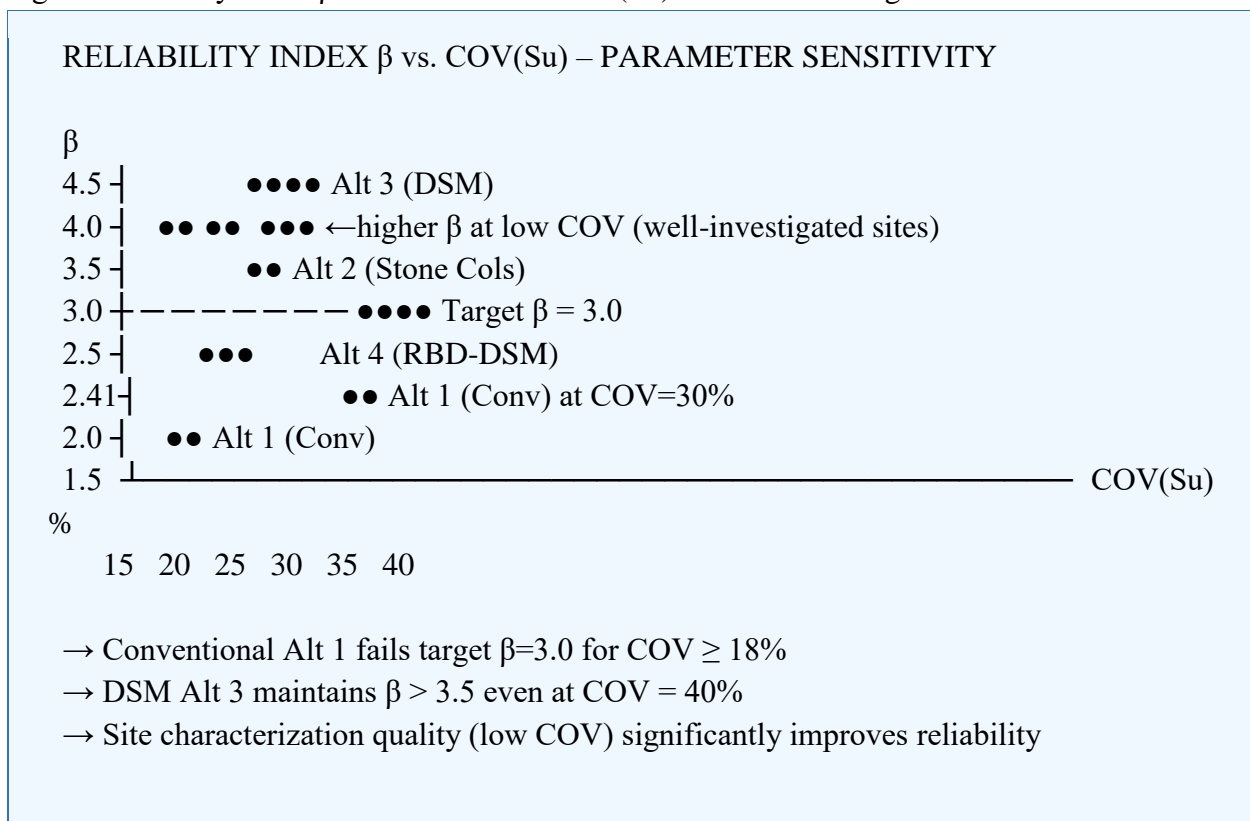 RELIABILITY INDEX β vs. COV(Su) – PARAMETER SENSITIVITY
β
4.5 ┤ ●●●● Alt 3 (DSM)
4.0 ┤ ●● ●● ●●● ←higher β at low COV (well-investigated sites)
3.5 ┤ ●● Alt 2 (Stone Cols)
3.0 ┼─ ─ ─ ─ ─ ─ ─ ─ ●●●● Target β = 3.0
2.5 ┤ ●●● Alt 4 (RBD-DSM)
2.41┤ ●● Alt 1 (Conv) at COV=30%
2.0 ┤ ●● Alt 1 (Conv)
1.5 ┴───────────────────── COV(Su)
%
15 20 25 30 35 40
→ Conventional Alt 1 fails target β=3.0 for COV ≥ 18%
→ DSM Alt 3 maintains β > 3.5 even at COV = 40%
→ Site characterization quality (low COV) significantly improves reliability